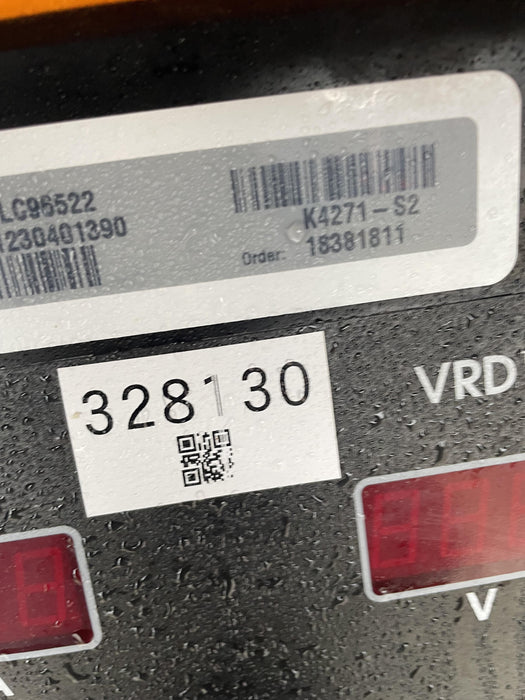 LC96522
1230401390
K4271-S2
Order: 18381811
328130
VRD
V